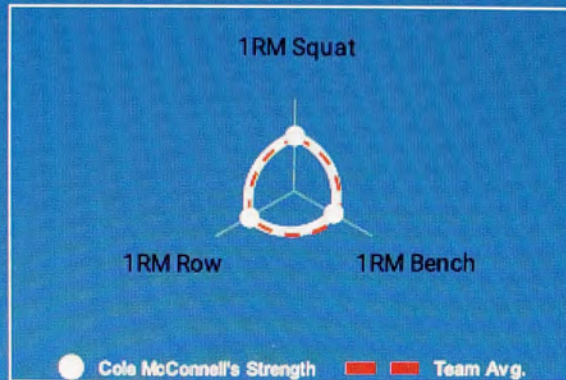 1RM Squat
1RM Row
1RM Bench
Cole McConnell's Strength
Team Avg.